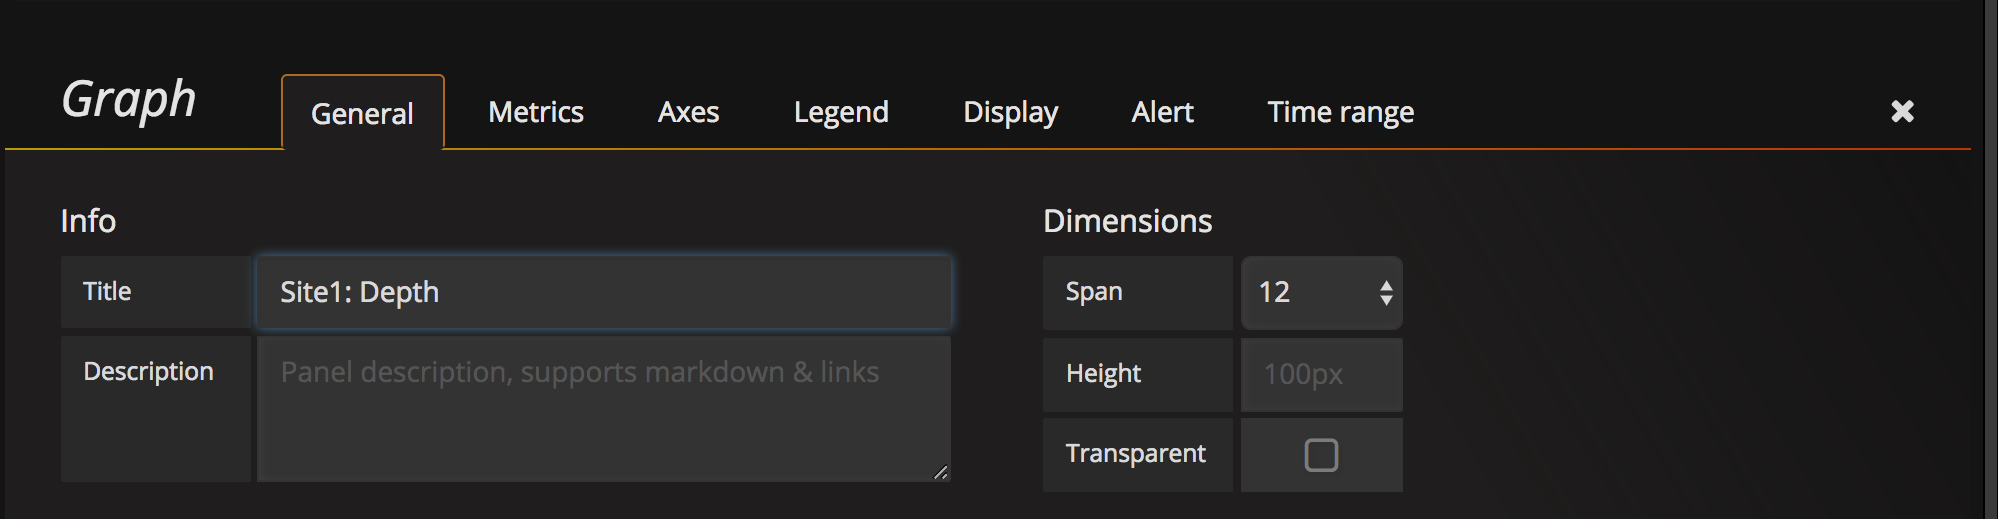 Graph General Metrics Axes Legend Display Alert Time range
Info
Title Site1: Depth
Description Panel description, supports markdown & links
Dimensions
Span 12
Height 100px
Transparent